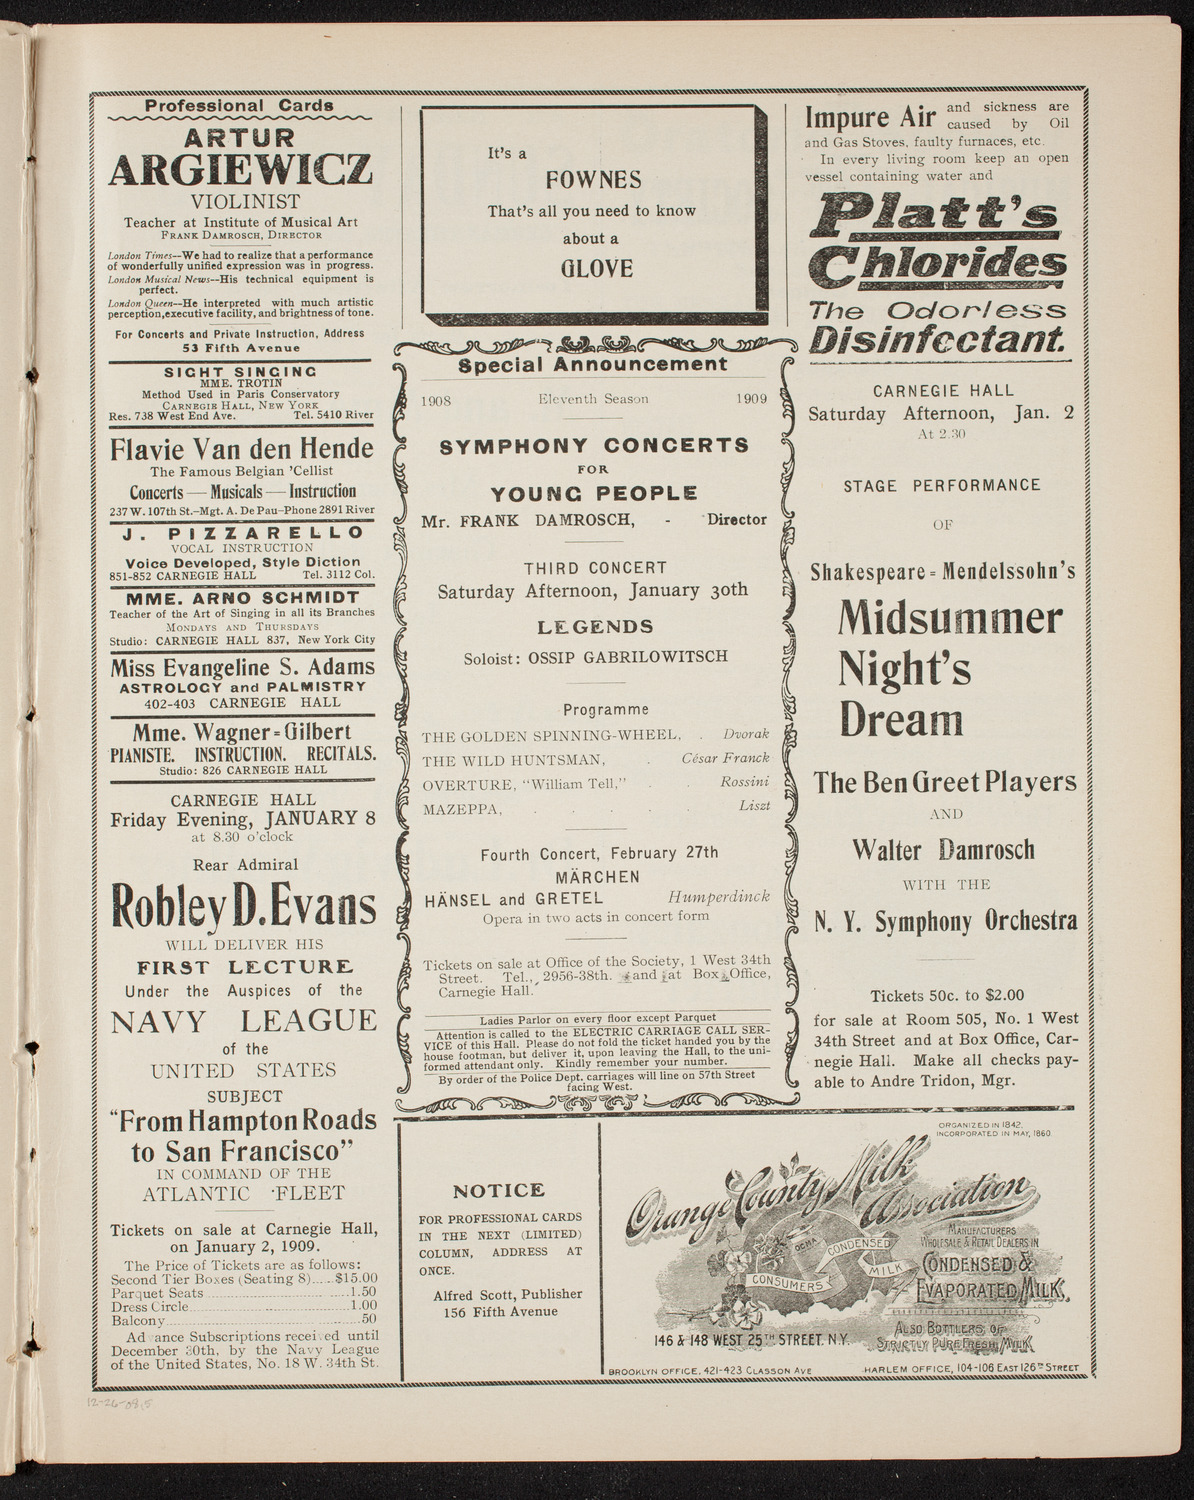 Professional Cards
ARTUR
ARGIEWICZ
VIOLINIST
Teacher at Institute of Musical Art
FRANK DAMROSCH, DIRECTOR
London Times--We had to realize that a performance
of wonderfully unified expression was in progress.
London Musical News--His technical equipment is
perfect.
London Queen--He interpreted with much artistic
perception,executive facility, and brightness of tone.
For Concerts and Private Instruction, Address
53 Fifth Avenue
SIGHT SINGING
MME. TROTIN
Method Used in Paris Conservatory
CARNEGIE HALL, NEW YORK
Res. 738 West End Ave. Tel. 5410 River
Flavie Van den Hende
The Famous Belgian 'Cellist
Concerts — Musicals — Instruction
237 W. 107th St.–Mgt. A. De Pau–Phone 2891 River
J. PIZZARELLO
VOCAL INSTRUCTION
Voice Developed, Style Diction
851-852 CARNEGIE HALL Tel. 3112 Col.
MME. ARNO SCHMIDT
Teacher of the Art of Singing in all its Branches
MONDAYS AND THURSDAYS
Studio: CARNEGIE HALL 837, New York City
Miss Evangeline S. Adams
ASTROLOGY and PALMISTRY
402-403 CARNEGIE HALL
Mme. Wagner=Gilbert
PIANISTE. INSTRUCTION. RECITALS.
Studio: 826 CARNEGIE HALL
CARNEGIE HALL
Friday Evening, JANUARY 8
at 8.30 o'clock
Rear Admiral
Robley D. Evans
WILL DELIVER HIS
FIRST LECTURE
Under the Auspices of the
NAVY LEAGUE
of the
UNITED STATES
SUBJECT
"From Hampton Roads
to San Francisco"
IN COMMAND OF THE
ATLANTIC FLEET
Tickets on sale at Carnegie Hall,
on January 2, 1909.
The Price of Tickets are as follows:
Second Tier Boxes (Seating 8)......$15.00
Parquet Seats......1.50
Dress Circle......1.00
Balcony......50
Ad ance Subscriptions recei ed until
December 30th, by the Navy League
of the United States, No. 18 W. 34th St.
It's a
FOWNES
That's all you need to know
about a
GLOVE
Special Announcement
1908 Eleventh Season 1909
SYMPHONY CONCERTS
FOR
YOUNG PEOPLE
Mr. FRANK DAMROSCH, - Director
THIRD CONCERT
Saturday Afternoon, January 30th
LEGENDS
Soloist: OSSIP GABRILOWITSCH
Programme
THE GOLDEN SPINNING-WHEEL, . Dvorak
THE WILD HUNTSMAN, . César Franck
OVERTURE, "William Tell," . . Rossini
MAZEPPA, . . . . Liszt
Fourth Concert, February 27th
MÄRCHEN
HÄNSEL and GRETEL Humperdinck
Opera in two acts in concert form
Tickets on sale at Office of the Society, 1 West 34th
Street. Tel., 2956-38th. and at Box Office,
Carnegie Hall.
Ladies Parlor on every floor except Parquet
Attention is called to the ELECTRIC CARRIAGE CALL SER-
VICE of this Hall. Please do not fold the ticket handed you by the
house footman, but deliver it, upon leaving the Hall, to the uni-
formed attendant only. Kindly remember your number.
By order of the Police Dept. carriages will line on 57th Street
facing West.
Impure Air and sickness are
caused by Oil
and Gas Stoves, faulty furnaces, etc.
In every living room keep an open
vessel containing water and
Platt's
Chlorides
The Odorless
Disinfectant.
CARNEGIE HALL
Saturday Afternoon, Jan. 2
At 2.30
STAGE PERFORMANCE
OF
Shakespeare=Mendelssohn's
Midsummer
Night's
Dream
The Ben Greet Players
AND
Walter Damrosch
WITH THE
N. Y. Symphony Orchestra
Tickets 50c. to $2.00
for sale at Room 505, No. 1 West
34th Street and at Box Office, Car-
negie Hall. Make all checks pay-
able to Andre Tridon, Mgr.
NOTICE
FOR PROFESSIONAL CARDS
IN THE NEXT (LIMITED)
COLUMN, ADDRESS AT
ONCE.
Alfred Scott, Publisher
156 Fifth Avenue
ORGANIZED IN 1842.
INCORPORATED IN MAY, 1860.
Orange County Milk
Association
MANUFACTURERS
WHOLESALE & RETAIL DEALERS IN
CONDENSED &
EVAPORATED MILK,
ALSO BOTTLERS OF
STRICTLY PURE FRESH MILK
OCMA
CONDENSED
MILK
CONSUMERS
146 & 148 WEST 25TH STREET. N.Y.
BROOKLYN OFFICE, 421-423 CLASSON AVE
HARLEM OFFICE, 104-106 EAST 126TH STREET
12-26-08,5